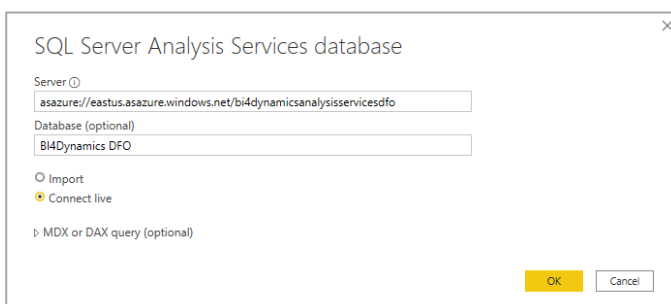 SQL Server Analysis Services database
Server
asazure://eastus.asazure.windows.net/bi4dynamicsanalysisservicesdfo
Database (optional)
BI4Dynamics DFO
Import
Connect live
MDX or DAX query (optional)
OK Cancel